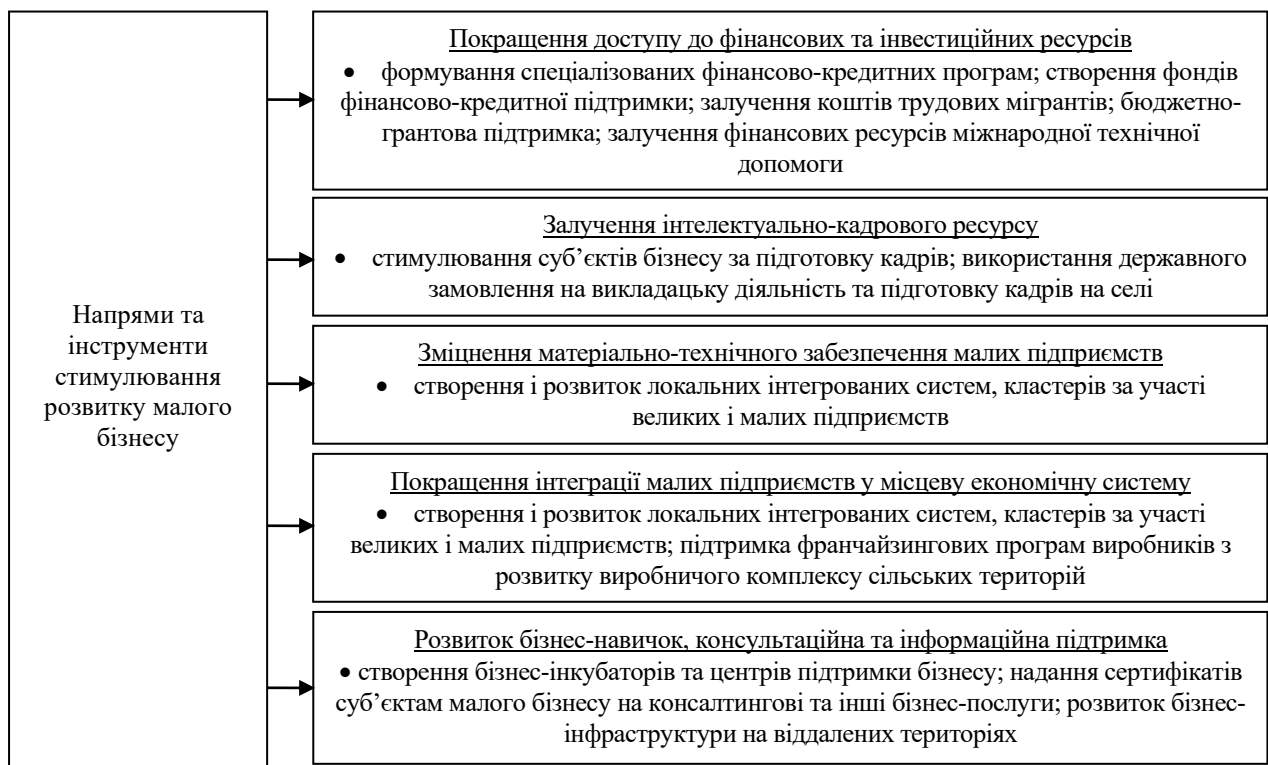 Напрями та
інструменти
стимулювання
розвитку малого
бізнесу
Покращення доступу до фінансових та інвестиційних ресурсів
• формування спеціалізованих фінансово-кредитних програм; створення фондів
фінансово-кредитної підтримки; залучення коштів трудових мігрантів; бюджетно-
грантова підтримка; залучення фінансових ресурсів міжнародної технічної
допомоги
Залучення інтелектуально-кадрового ресурсу
• стимулювання суб’єктів бізнесу за підготовку кадрів; використання державного
замовлення на викладацьку діяльність та підготовку кадрів на селі
Зміцнення матеріально-технічного забезпечення малих підприємств
• створення і розвиток локальних інтегрованих систем, кластерів за участі
великих і малих підприємств
Покращення інтеграції малих підприємств у місцеву економічну систему
• створення і розвиток локальних інтегрованих систем, кластерів за участі
великих і малих підприємств; підтримка франчайзингових програм виробників з
розвитку виробничого комплексу сільських територій
Розвиток бізнес-навичок, консультаційна та інформаційна підтримка
• створення бізнес-інкубаторів та центрів підтримки бізнесу; надання сертифікатів
суб’єктам малого бізнесу на консалтингові та інші бізнес-послуги; розвиток бізнес-
інфраструктури на віддалених територіях